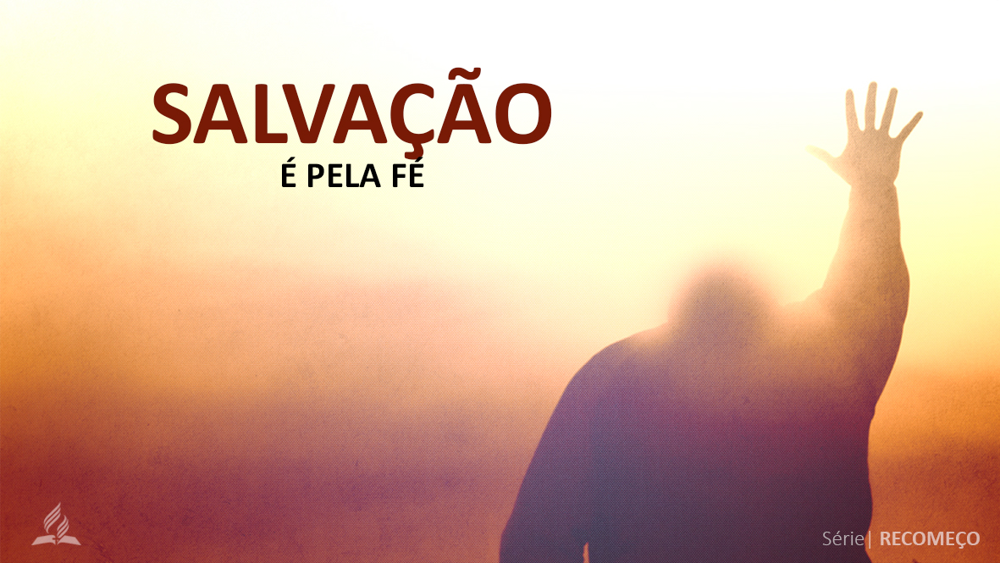 SALVAÇÃO
É PELA FÉ
Série| RECOMEÇO